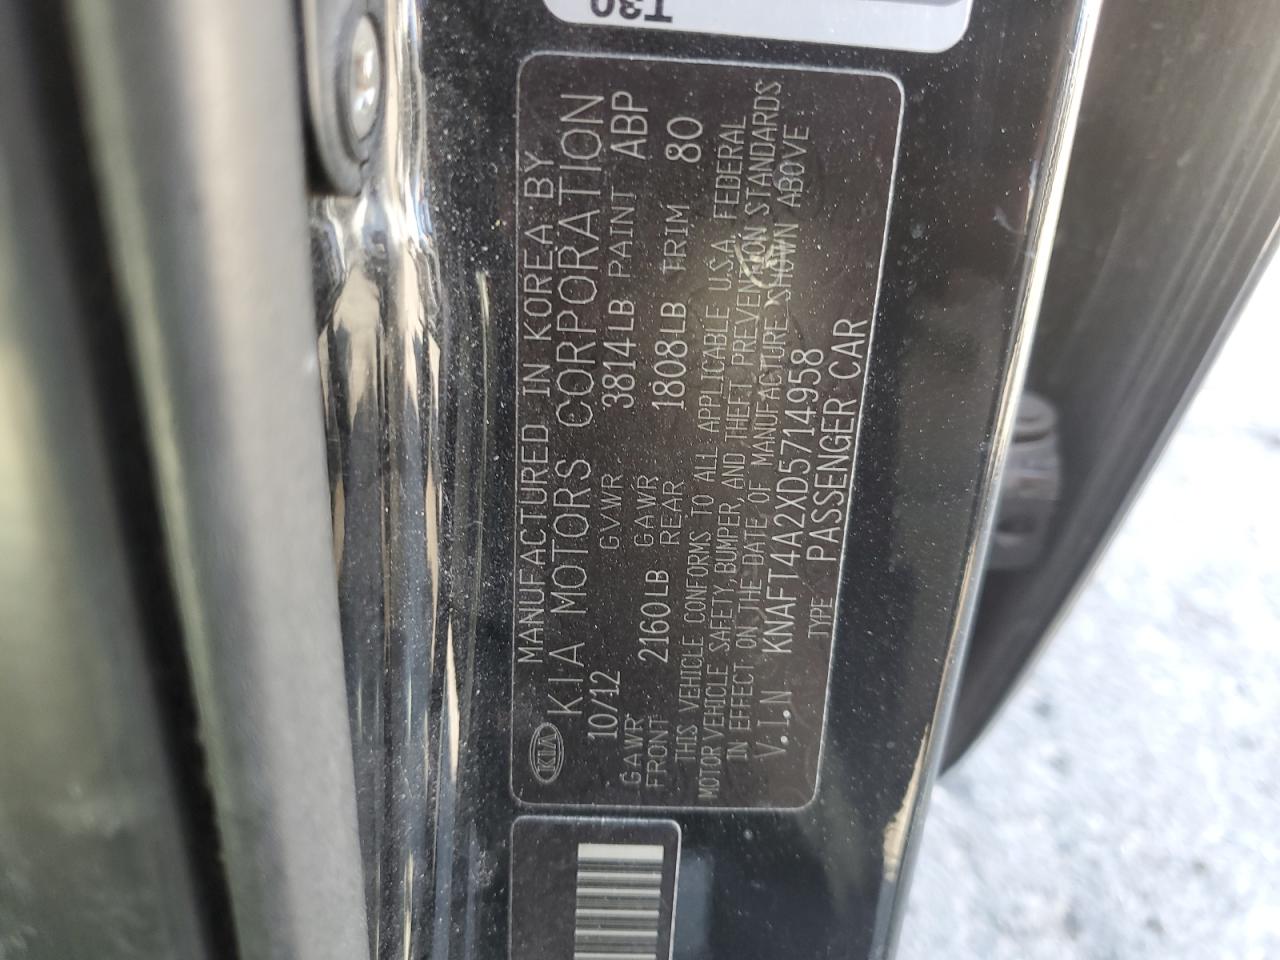 T30
KIA
MANUFACTURED IN KOREA BY
KIA MOTORS CORPORATION
10/12 GVWR 3814LB PAINT ABP
GAWR FRONT 2160LB GAWR REAR 1808LB TRIM 80
THIS VEHICLE CONFORMS TO ALL APPLICABLE U.S.A. FEDERAL
MOTOR VEHICLE SAFETY, BUMPER, AND THEFT PREVENTION STANDARDS
IN EFFECT ON THE DATE OF MANUFACTURE SHOWN ABOVE
V.I.N KNAFT4A2XD5714958
TYPE PASSENGER CAR